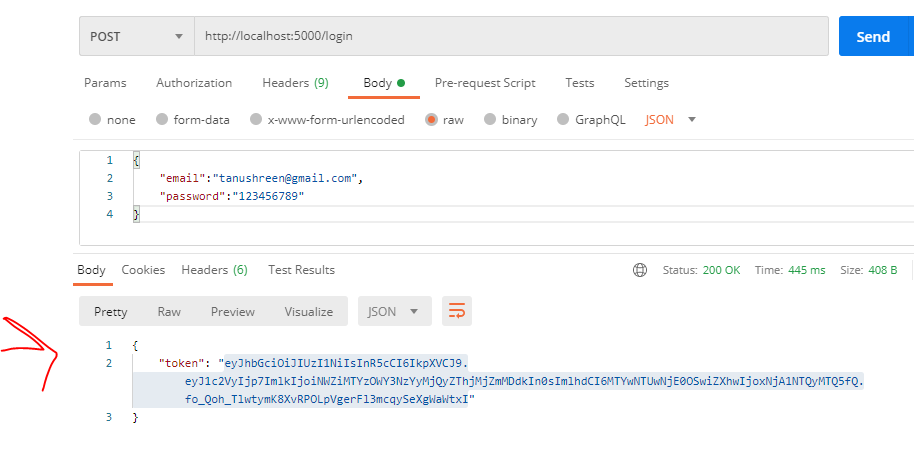 POST http://localhost:5000/login Send
Params Authorization Headers (9) Body Pre-request Script Tests Settings
none form-data x-www-form-urlencoded raw binary GraphQL JSON
1 {
2 "email":"tanushreen@gmail.com",
3 "password":"123456789"
4 }
Body Cookies Headers (6) Test Results Status: 200 OK Time: 445 ms Size: 408 B
Pretty Raw Preview Visualize JSON
1 {
2 "token": "eyJhbGciOiJIUzI1NiIsInR5cCI6IkpXVCJ9.
eyJ1c2VyIjp7ImlkIjoiNWZiMTYzOWY3NzYyMjQyZThjMjZmMDdkIn0sImlhdCI6MTYwNTUwNjE0OSwiZXhwIjoxNjA1NTQyMTQ5fQ.
fo_Qoh_TlwtymK8XvRPOLpVgerFl3mcqySeXgWaWtxI"
3 }